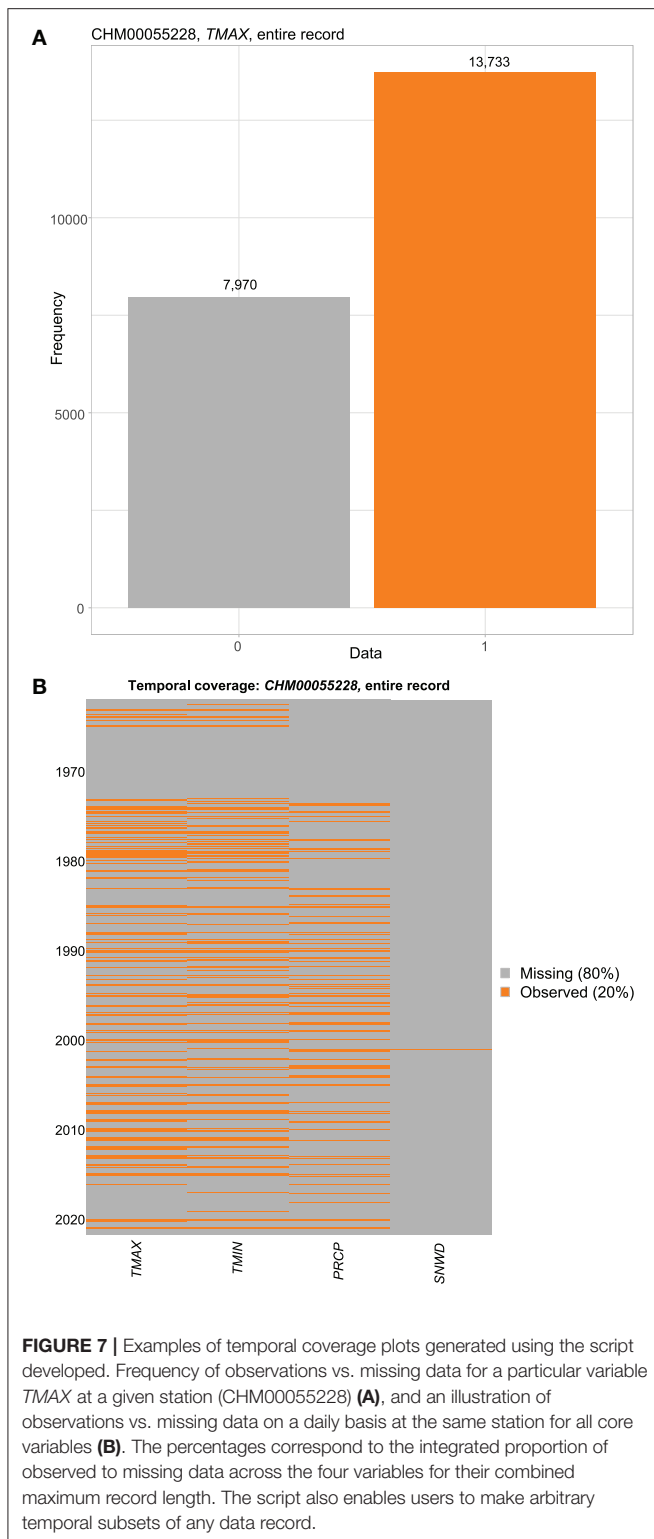 A
CHM00055228, TMAX, entire record
13,733
10000
7,970
Frequency
5000
0
0
1
Data
B
Temporal coverage: CHM00055228, entire record
1970
1980
1990
Missing (80%)
Observed (20%)
2000
2010
2020
TMAX
TMIN
PRCP
SNWD
FIGURE 7 | Examples of temporal coverage plots generated using the script
developed. Frequency of observations vs. missing data for a particular variable
TMAX at a given station (CHM00055228) (A), and an illustration of
observations vs. missing data on a daily basis at the same station for all core
variables (B). The percentages correspond to the integrated proportion of
observed to missing data across the four variables for their combined
maximum record length. The script also enables users to make arbitrary
temporal subsets of any data record.